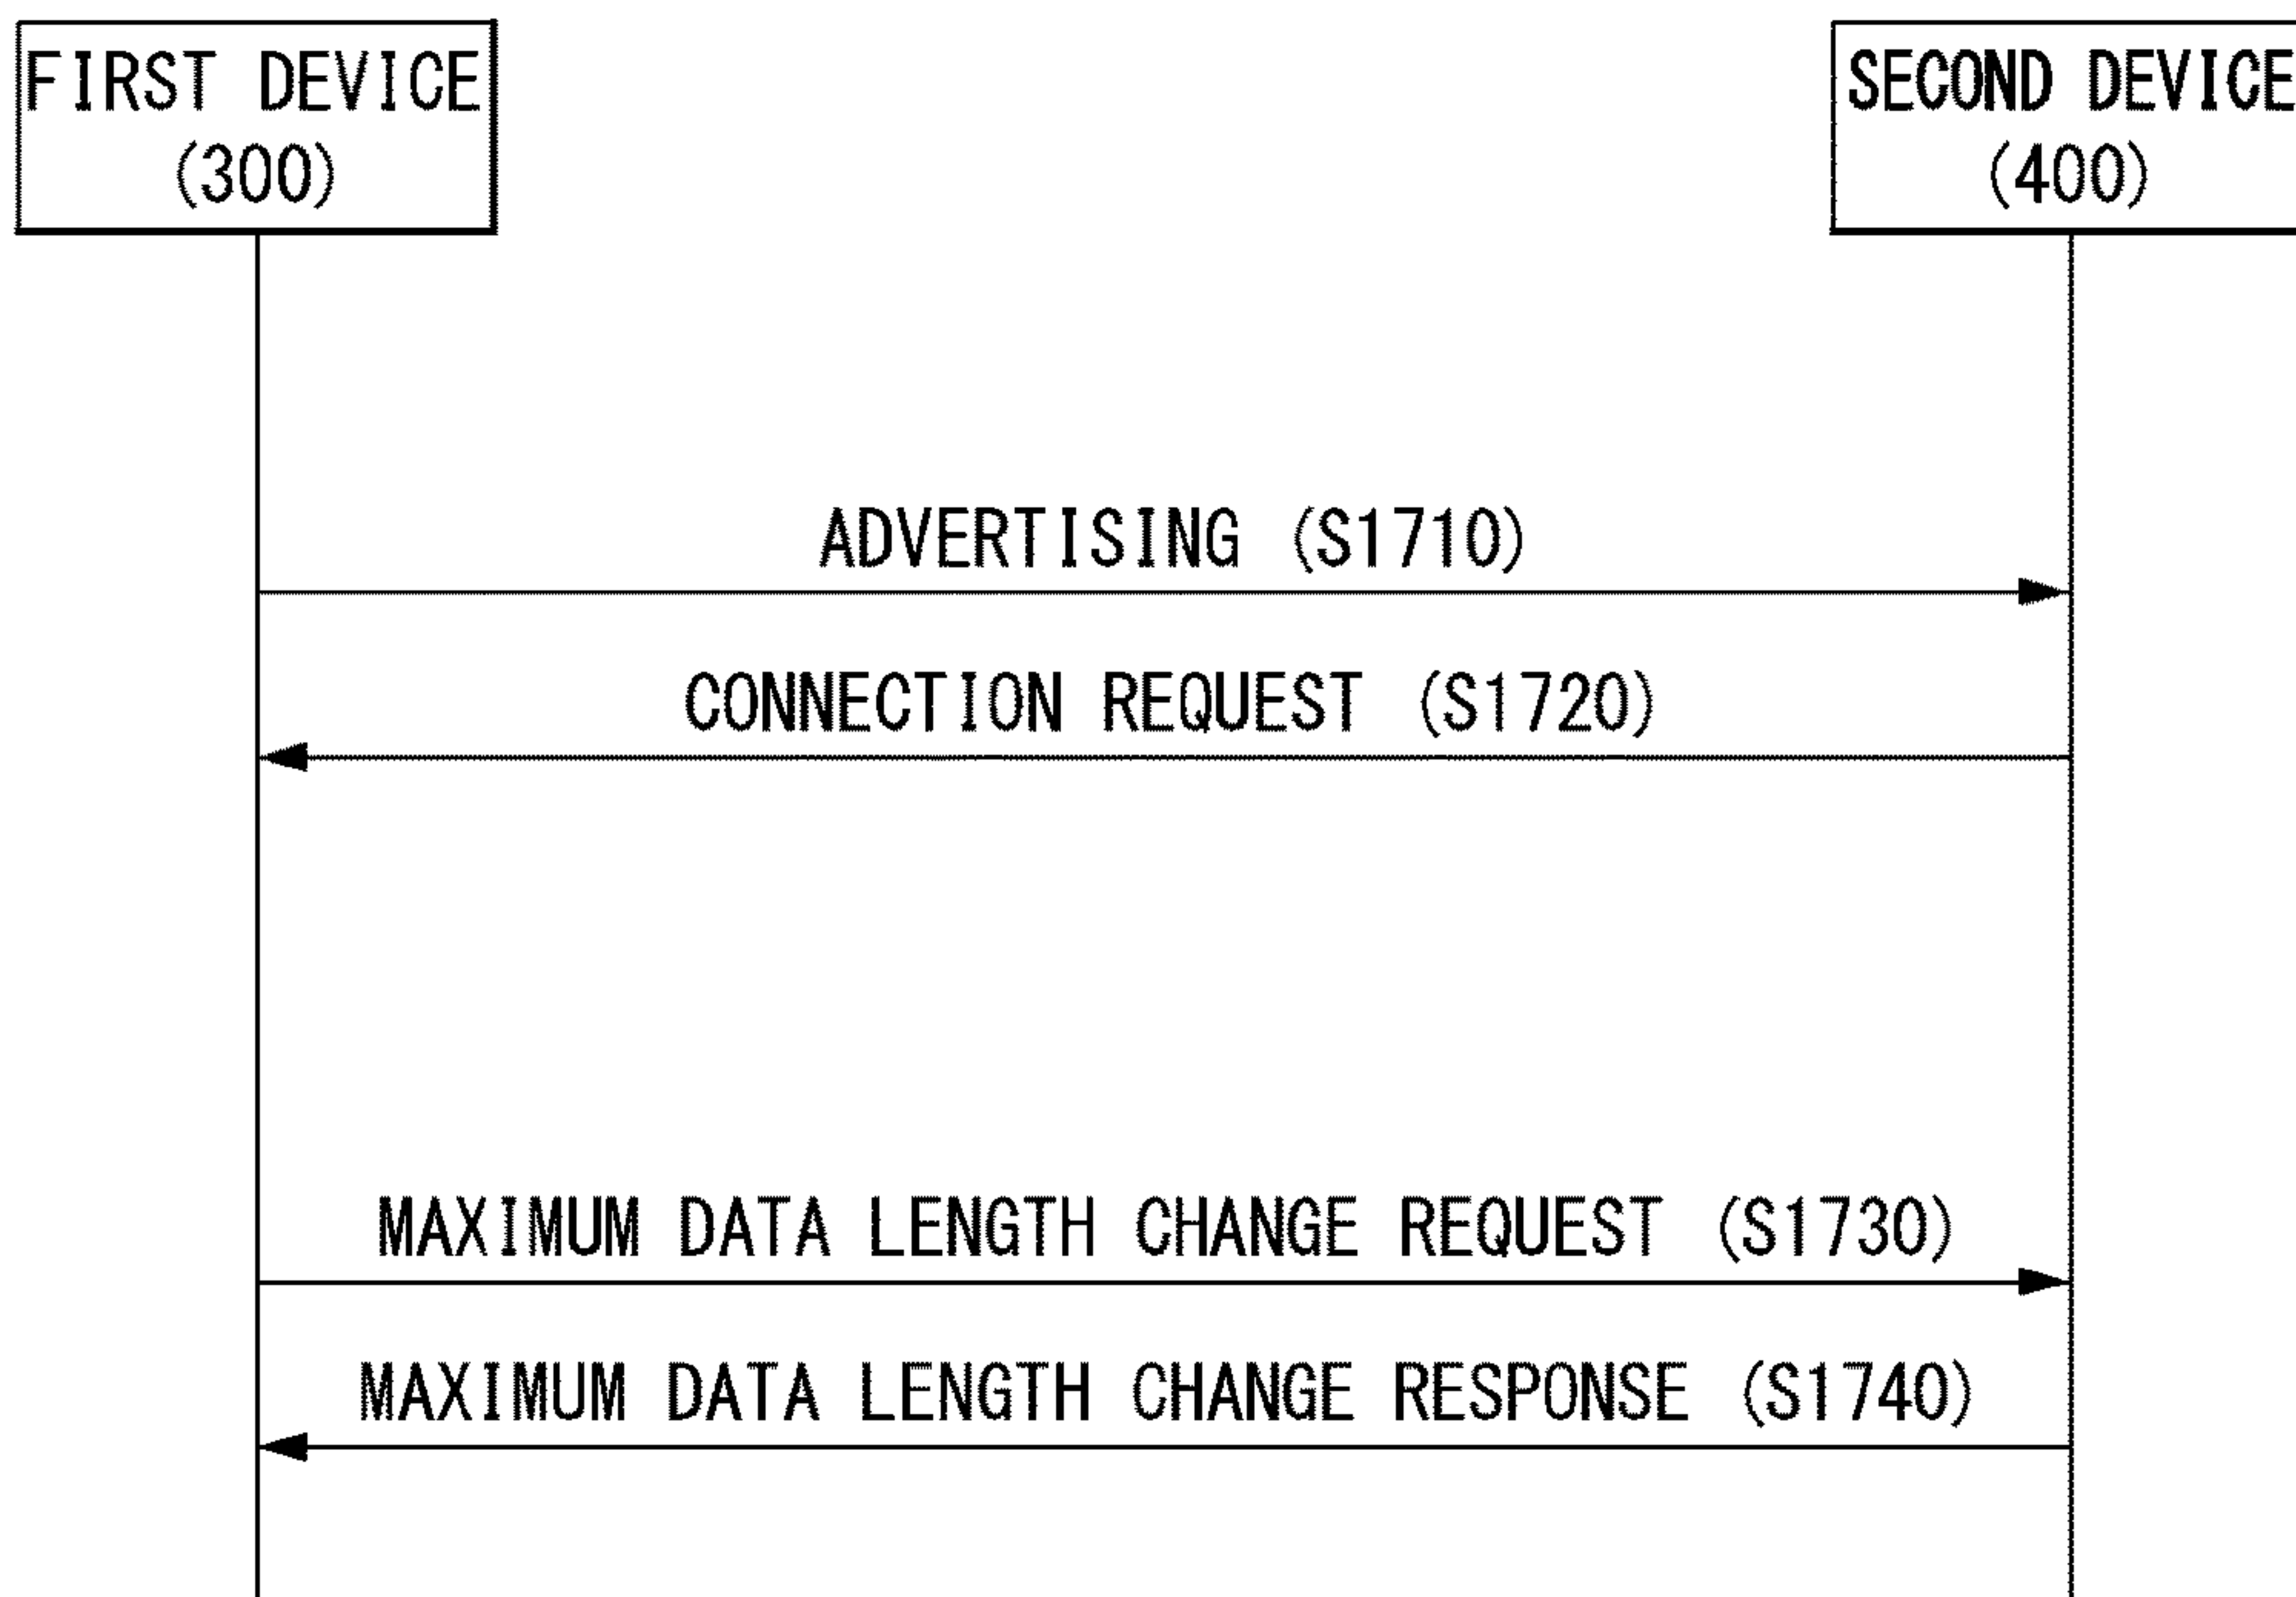 FIRST DEVICE
(300)
SECOND DEVICE
(400)
ADVERTISING (S1710)
CONNECTION REQUEST (S1720)
MAXIMUM DATA LENGTH CHANGE REQUEST (S1730)
MAXIMUM DATA LENGTH CHANGE RESPONSE (S1740)